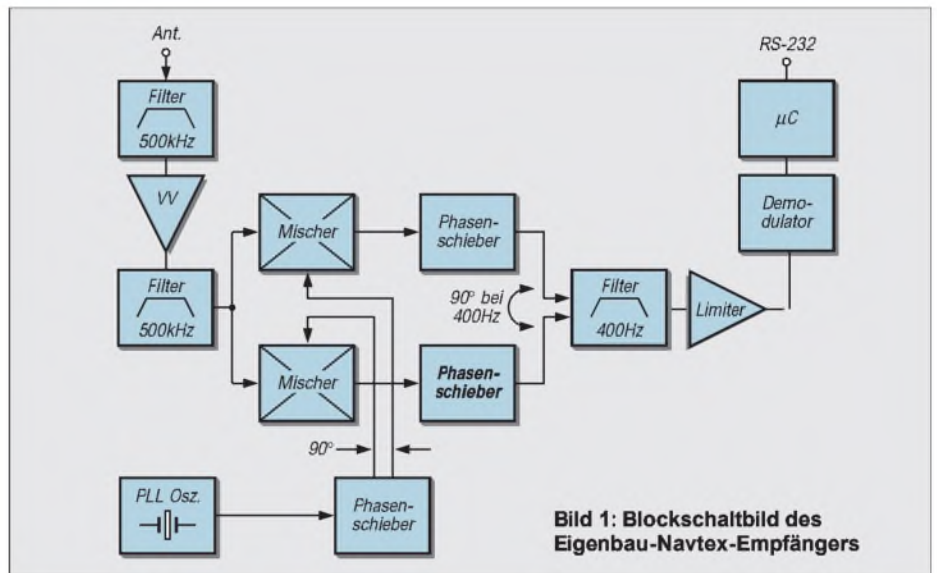 Ant.
Filter
500kHz
VV
Filter
500kHz
Mischer
Mischer
Phasen-
schieber
90° bei
400Hz
Phasen-
schieber
Filter
400Hz
Limiter
Demo-
dulator
µC
RS-232
90°
PLL Osz.
Phasen-
schieber
Bild 1: Blockschaltbild des
Eigenbau-Navtex-Empfängers